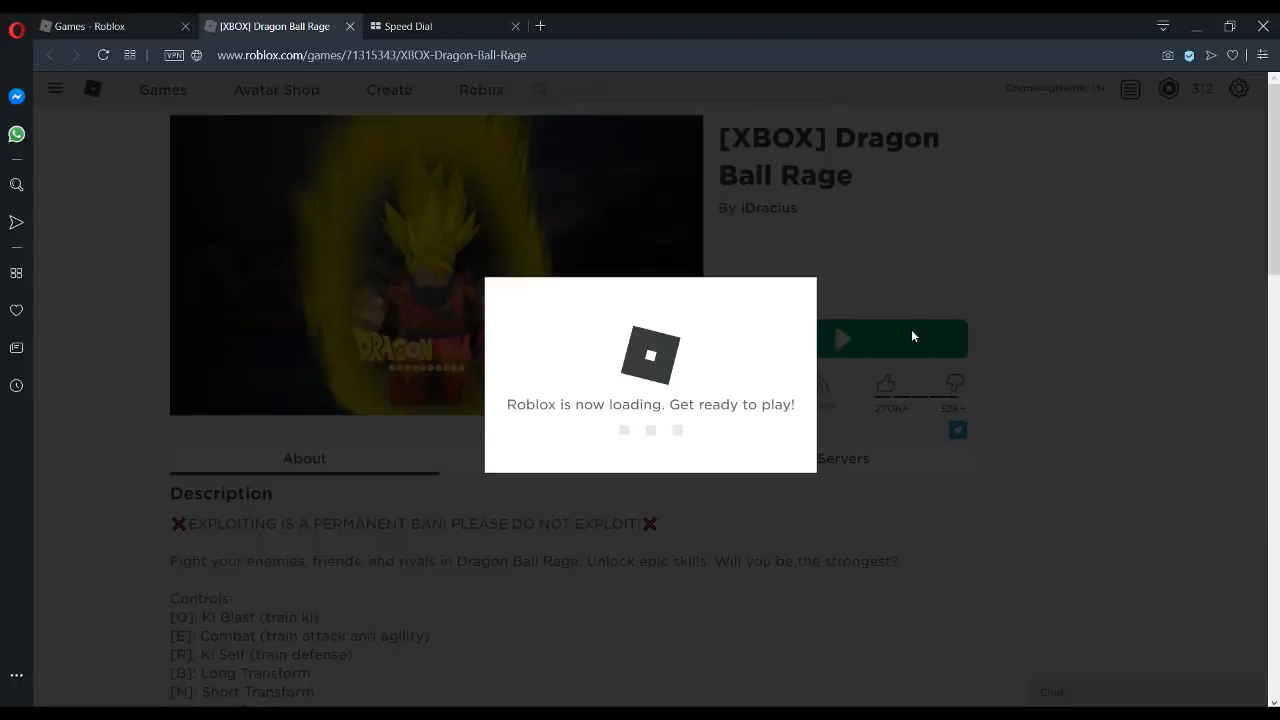 Games - Roblox
[XBOX] Dragon Ball Rage
Speed Dial
VPN
www.roblox.com/games/71315343/XBOX-Dragon-Ball-Rage
Games
Avatar Shop
Create
Robux
312
[XBOX] Dragon
Ball Rage
By iDracius
DRAGON
Roblox is now loading. Get ready to play!
270K+
32K+
About
Servers
Description
❌EXPLOITING IS A PERMANENT BAN! PLEASE DO NOT EXPLOIT!❌
Fight your enemies, friends, and rivals in Dragon Ball Rage. Unlock epic skills. Will you be the strongest?
Controls:
[Q]: Ki Blast (train ki)
[E]: Combat (train attack and agility)
[R]: Ki Self (train defense)
[B]: Long Transform
[N]: Short Transform
Chat